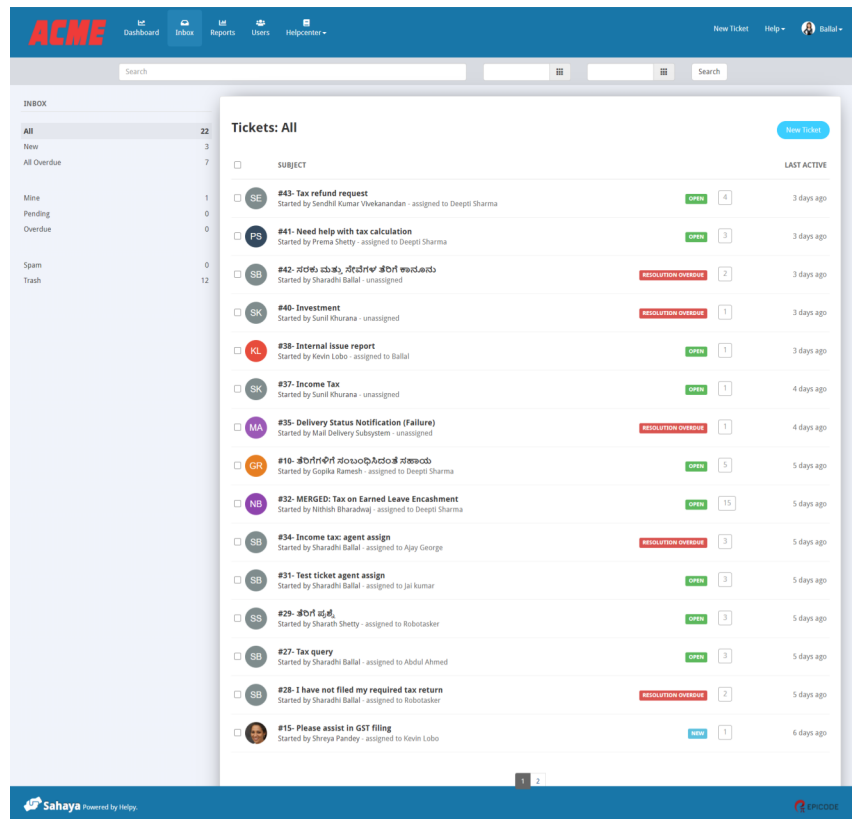 ACME
Dashboard Inbox Reports Users Helpcenter
New Ticket Help Ballal
Search
Search
INBOX
All 22
New 3
All Overdue 7
Mine 1
Pending 0
Overdue 0
Spam 0
Trash 12
Tickets: All
New Ticket
SUBJECT LAST ACTIVE
SE #43- Tax refund request OPEN 4 3 days ago
Started by Sendhil Kumar Vivekanandan - assigned to Deepti Sharma
PS #41- Need help with tax calculation OPEN 3 3 days ago
Started by Prema Shetty - assigned to Deepti Sharma
SB #42- ಸರಕು ಮತ್ತು ಸೇವೆಗಳ ತೆರಿಗೆ ಕಾನೂನು RESOLUTION OVERDUE 2 3 days ago
Started by Sharadhi Ballal - unassigned
SK #40- Investment RESOLUTION OVERDUE 1 3 days ago
Started by Sunil Khurana - unassigned
KL #38- Internal issue report OPEN 1 3 days ago
Started by Kevin Lobo - assigned to Ballal
SK #37- Income Tax OPEN 1 4 days ago
Started by Sunil Khurana - unassigned
MA #35- Delivery Status Notification (Failure) RESOLUTION OVERDUE 1 4 days ago
Started by Mail Delivery Subsystem - unassigned
GR #10- ತೆರಿಗೆಗಳಿಗೆ ಸಂಬಂಧಿಸಿದಂತೆ ಸಹಾಯ OPEN 5 5 days ago
Started by Gopika Ramesh - assigned to Deepti Sharma
NB #32- MERGED: Tax on Earned Leave Encashment OPEN 15 5 days ago
Started by Nithish Bharadwaj - assigned to Deepti Sharma
SB #34- Income tax: agent assign RESOLUTION OVERDUE 3 5 days ago
Started by Sharadhi Ballal - assigned to Ajay George
SB #31- Test ticket agent assign OPEN 3 5 days ago
Started by Sharadhi Ballal - assigned to Jai kumar
SS #29- ತೆರಿಗೆ ಪ್ರಶ್ನೆ OPEN 3 5 days ago
Started by Sharath Shetty - assigned to Robotasker
SB #27- Tax query OPEN 3 5 days ago
Started by Sharadhi Ballal - assigned to Abdul Ahmed
SB #28- I have not filed my required tax return RESOLUTION OVERDUE 2 5 days ago
Started by Sharadhi Ballal - assigned to Robotasker
#15- Please assist in GST filing NEW 1 6 days ago
Started by Shreya Pandey - assigned to Kevin Lobo
1 2
Sahaya Powered by Helpy. EPICODE